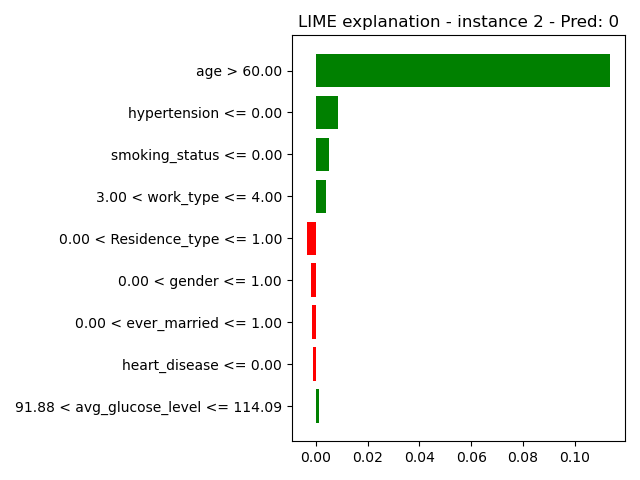 LIME explanation - instance 2 - Pred: 0
age > 60.00
hypertension <= 0.00
smoking_status <= 0.00
3.00 < work_type <= 4.00
0.00 < Residence_type <= 1.00
0.00 < gender <= 1.00
0.00 < ever_married <= 1.00
heart_disease <= 0.00
91.88 < avg_glucose_level <= 114.09
0.00 0.02 0.04 0.06 0.08 0.10